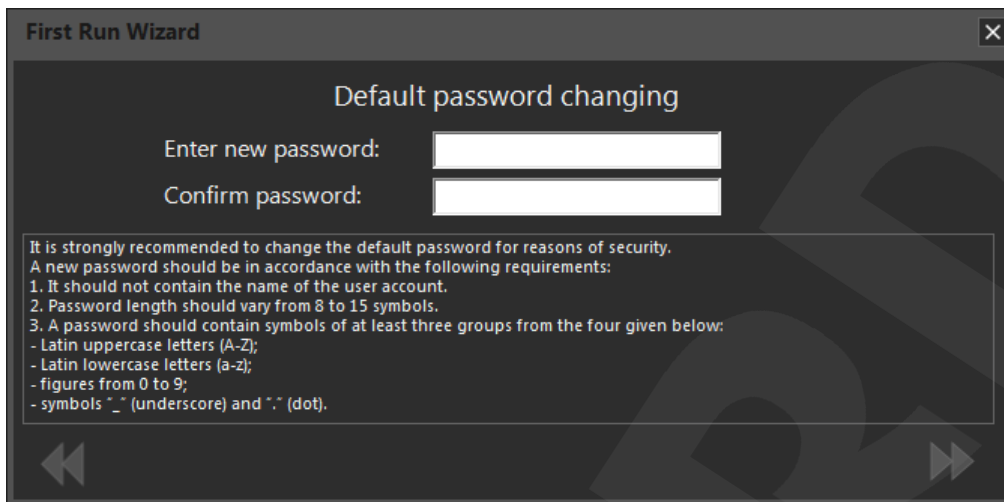 First Run Wizard
Default password changing
Enter new password:
Confirm password:
It is strongly recommended to change the default password for reasons of security.
A new password should be in accordance with the following requirements:
1. It should not contain the name of the user account.
2. Password length should vary from 8 to 15 symbols.
3. A password should contain symbols of at least three groups from the four given below:
- Latin uppercase letters (A-Z);
- Latin lowercase letters (a-z);
- figures from 0 to 9;
- symbols ˝_˝ (underscore) and ˝.˝ (dot).